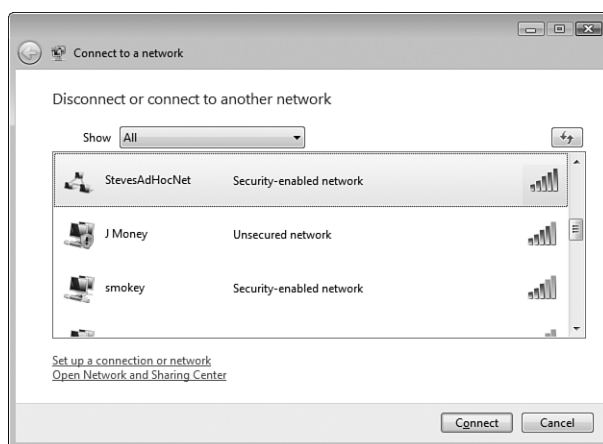 Connect to a network
Disconnect or connect to another network
Show All
StevesAdHocNet Security-enabled network
J Money Unsecured network
smokey Security-enabled network
Set up a connection or network
Open Network and Sharing Center
Connect Cancel